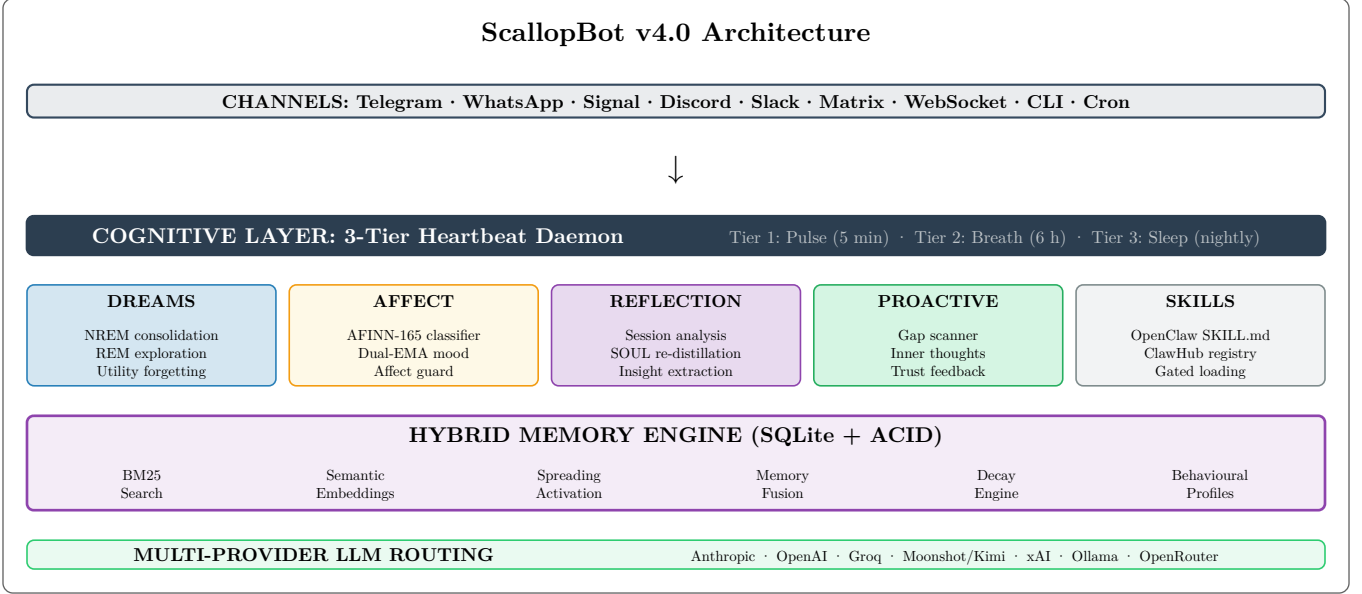 ScallopBot v4.0 Architecture
CHANNELS: Telegram · WhatsApp · Signal · Discord · Slack · Matrix · WebSocket · CLI · Cron
↓
COGNITIVE LAYER: 3-Tier Heartbeat Daemon
Tier 1: Pulse (5 min) · Tier 2: Breath (6 h) · Tier 3: Sleep (nightly)
DREAMS
NREM consolidation
REM exploration
Utility forgetting
AFFECT
AFINN-165 classifier
Dual-EMA mood
Affect guard
REFLECTION
Session analysis
SOUL re-distillation
Insight extraction
PROACTIVE
Gap scanner
Inner thoughts
Trust feedback
SKILLS
OpenClaw SKILL.md
ClawHub registry
Gated loading
HYBRID MEMORY ENGINE (SQLite + ACID)
BM25
Search
Semantic
Embeddings
Spreading
Activation
Memory
Fusion
Decay
Engine
Behavioural
Profiles
MULTI-PROVIDER LLM ROUTING
Anthropic · OpenAI · Groq · Moonshot/Kimi · xAI · Ollama · OpenRouter